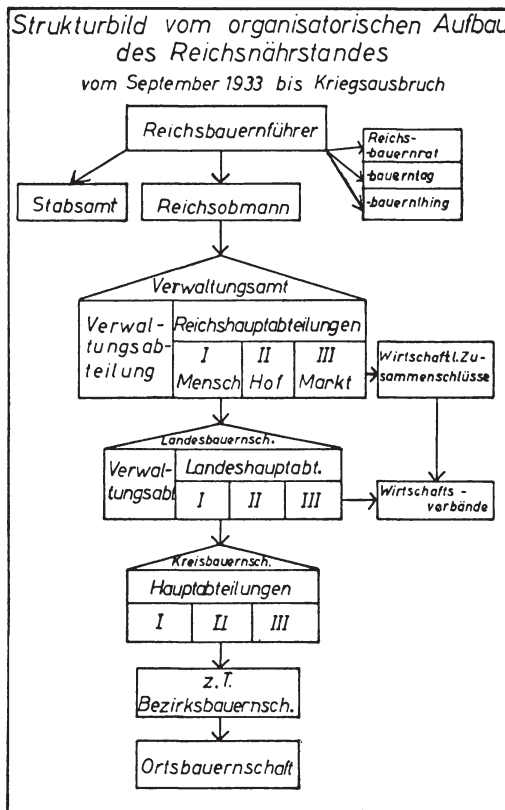 Strukturbild vom organisatorischen Aufbau
des Reichsnährstandes
vom September 1933 bis Kriegsausbruch
Reichsbauernführer
Reichs-
-bauernrat
-bauerntag
-bauernthing
Stabsamt
Reichsobmann
Verwaltungsamt
Verwal-
tungsab-
teilung
Reichshauptabteilungen
I II III
Mensch Hof Markt
Wirtschaftl. Zu-
sammenschlüsse
Landesbauernsch.
Verwal-
tungsabt
Landeshauptabt.
I II III
Wirtschafts -
verbände
Kreisbauernsch.
Hauptabteilungen
I II III
z.T.
Bezirksbauernsch.
Ortsbauernschaft